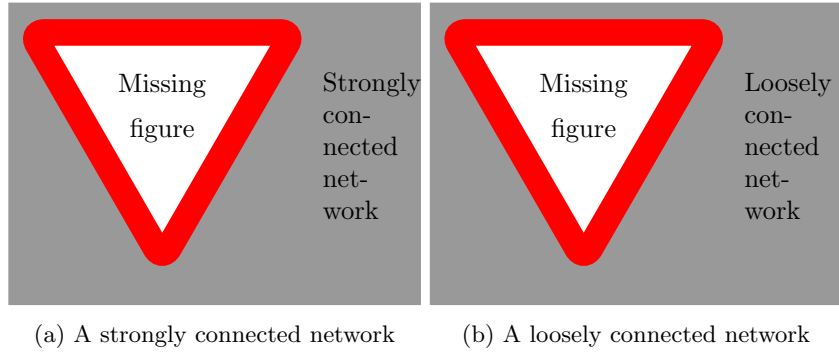 Missing
figure
Strongly
con-
nected
net-
work
(a) A strongly connected network
Missing
figure
Loosely
con-
nected
net-
work
(b) A loosely connected network